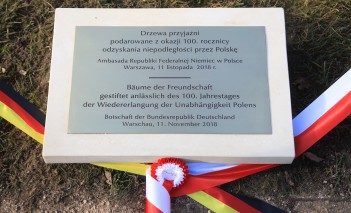 Drzewa przyjaźni
podarowane z okazji 100. rocznicy
odzyskania niepodległości przez Polskę
Ambasada Republiki Federalnej Niemiec w Polsce
Warszawa, 11 listopada 2018 r.
Bäume der Freundschaft
gestiftet anlässlich des 100. Jahrestages
der Wiedererlangung der Unabhängigkeit Polens
Botschaft der Bundesrepublik Deutschland
Warschau, 11. November 2018